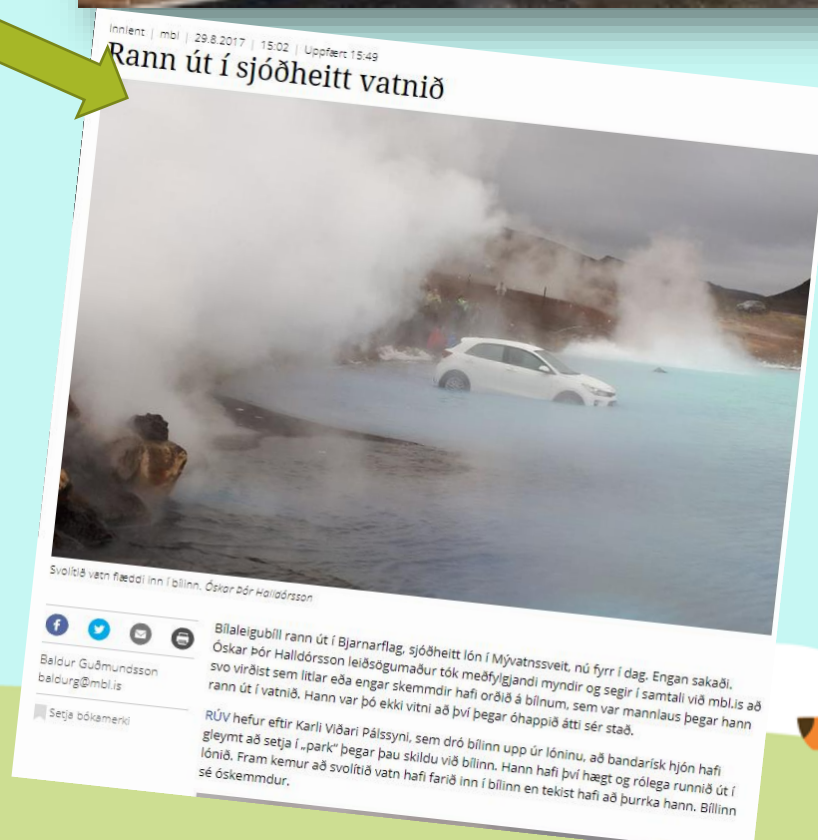 Innlent | mbl | 29.8.2017 | 15:02 | Uppfært 15:49
Rann út í sjóðheitt vatnið
Svolítið vatn flæddi inn í bílinn. Óskar Þór Halldórsson
Baldur Guðmundsson
baldurg@mbl.is
Setja bókamerki
Bílaleigubíll rann út í Bjarnarflag, sjóðheitt lón í Mývatnssveit, nú fyrr í dag. Engan sakaði.
Óskar Þór Halldórsson leiðsögumaður tók meðfylgjandi myndir og segir í samtali við mbl.is að
svo virðist sem litlar eða engar skemmdir hafi orðið á bílnum, sem var mannlaus þegar hann
rann út í vatnið. Hann var þó ekki vitni að því þegar óhappið átti sér stað.
RÚV hefur eftir Karli Viðari Pálssyni, sem dró bílinn upp úr lóninu, að bandarísk hjón hafi
gleymt að setja í „park“ þegar þau skildu við bílinn. Hann hafi því hægt og rólega runnið út í
lónið. Fram kemur að svolítið vatn hafi farið inn í bílinn en tekist hafi að þurrka hann. Bíllinn
sé óskemmdur.